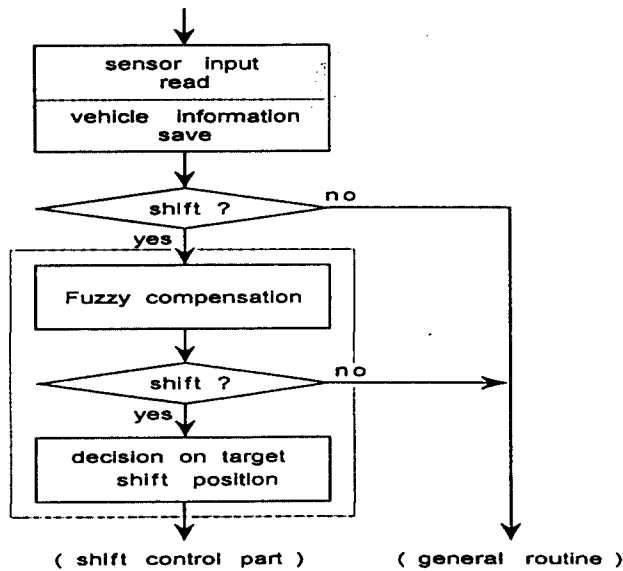 sensor input
read
vehicle information
save
shift ?
no
yes
Fuzzy compensation
shift ?
no
yes
decision on target
shift position
( shift control part )
( general routine )